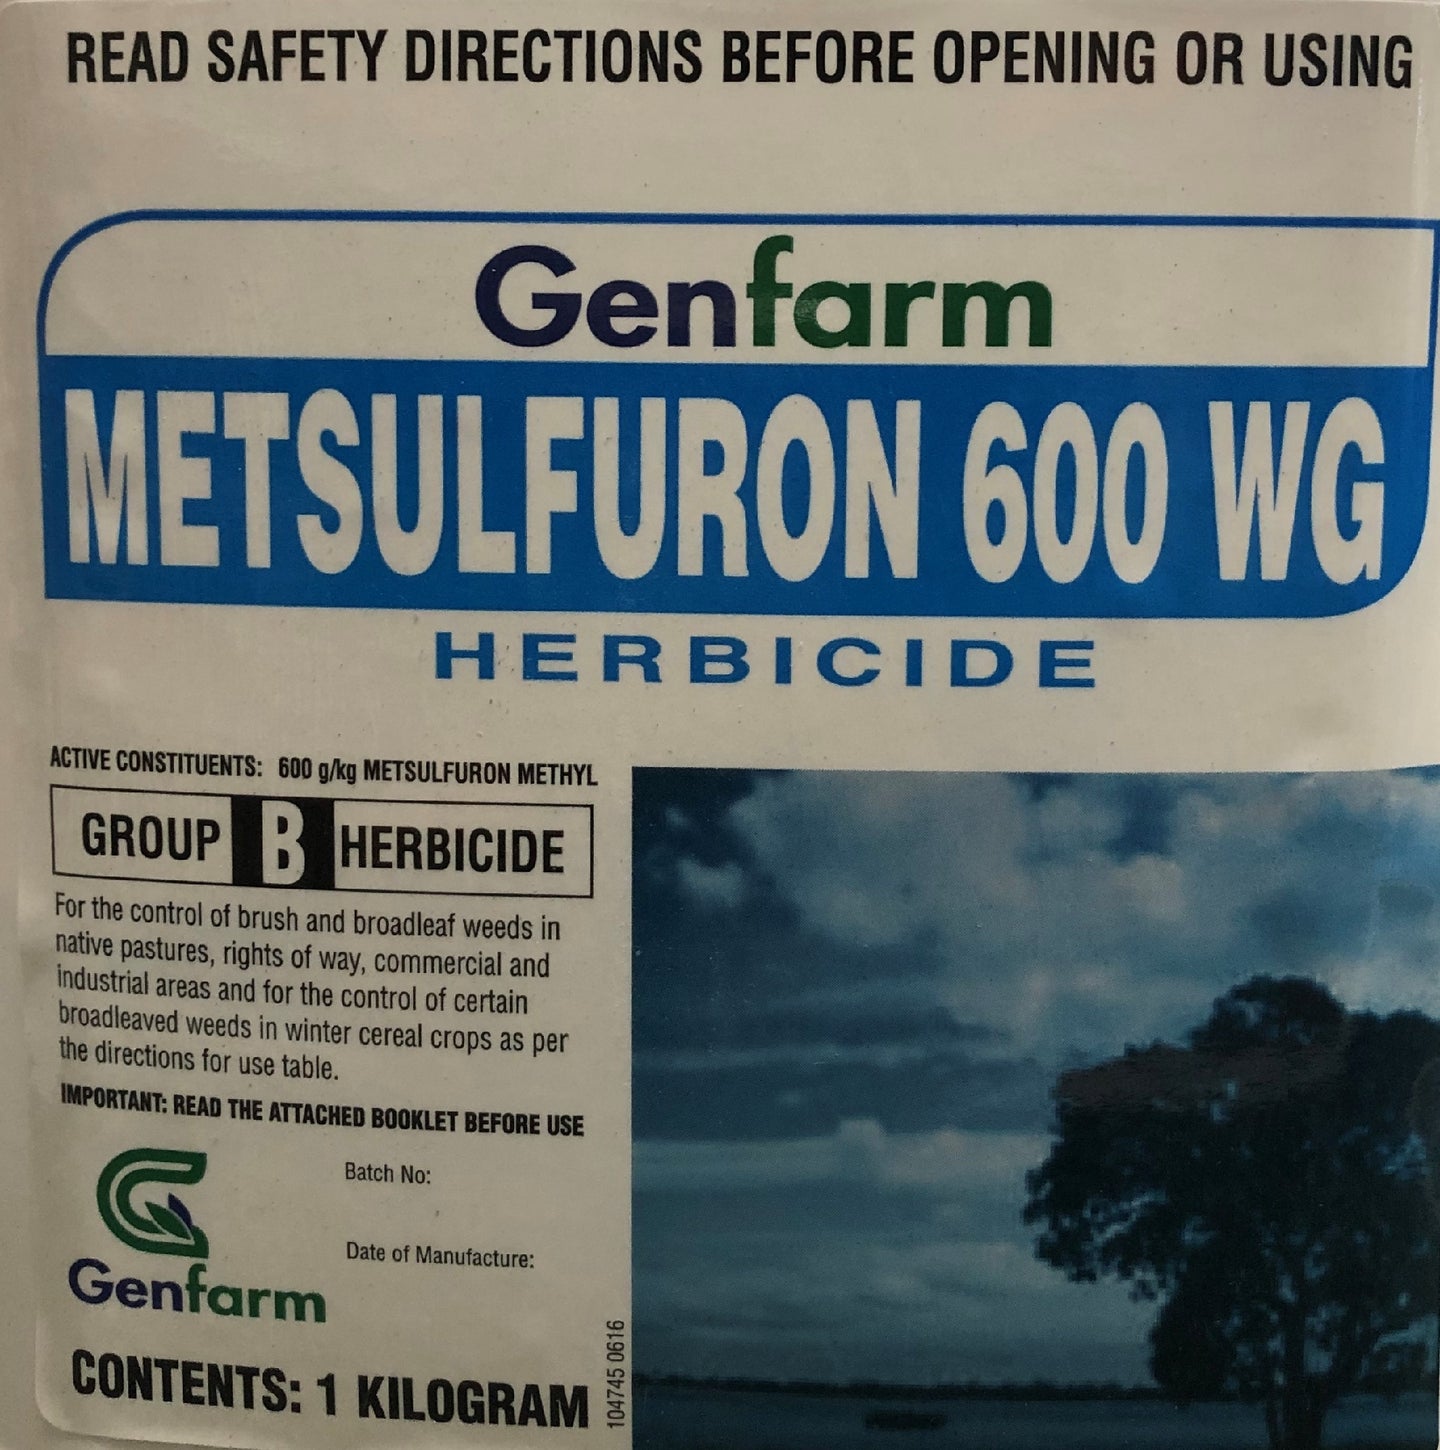 READ SAFETY DIRECTIONS BEFORE OPENING OR USING
Genfarm
METSULFURON 600 WG
HERBICIDE
ACTIVE CONSTITUENTS: 600 g/kg METSULFURON METHYL
GROUP B HERBICIDE
For the control of brush and broadleaf weeds in
native pastures, rights of way, commercial and
industrial areas and for the control of certain
broadleaved weeds in winter cereal crops as per
the directions for use table.
IMPORTANT: READ THE ATTACHED BOOKLET BEFORE USE
Batch No:
Date of Manufacture:
Genfarm
CONTENTS: 1 KILOGRAM
104745 0616